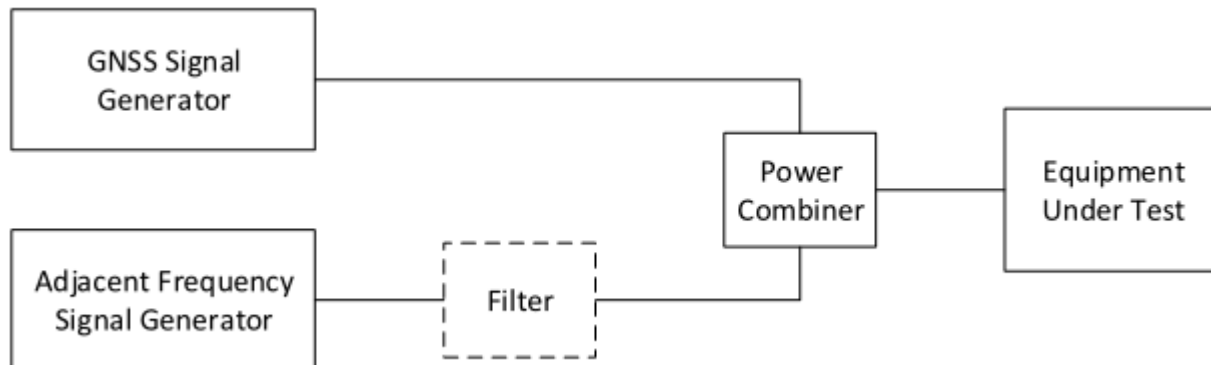 GNSS Signal
Generator
Power
Combiner
Equipment
Under Test
Adjacent Frequency
Signal Generator
Filter